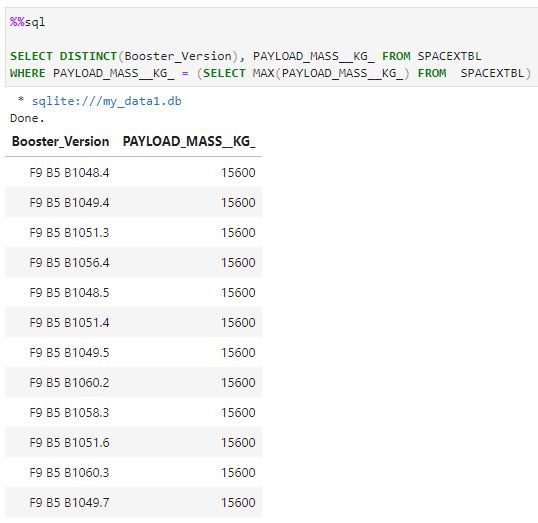 %%sql
SELECT DISTINCT(Booster_Version), PAYLOAD_MASS__KG_ FROM SPACEXTBL
WHERE PAYLOAD_MASS__KG_ = (SELECT MAX(PAYLOAD_MASS__KG_) FROM  SPACEXTBL)
* sqlite:///my_data1.db
Done.
Booster_Version PAYLOAD_MASS__KG_
F9 B5 B1048.4 15600
F9 B5 B1049.4 15600
F9 B5 B1051.3 15600
F9 B5 B1056.4 15600
F9 B5 B1048.5 15600
F9 B5 B1051.4 15600
F9 B5 B1049.5 15600
F9 B5 B1060.2 15600
F9 B5 B1058.3 15600
F9 B5 B1051.6 15600
F9 B5 B1060.3 15600
F9 B5 B1049.7 15600